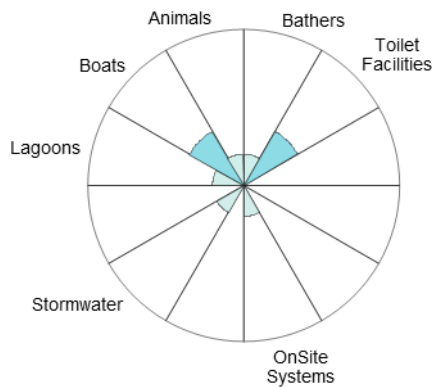 Animals
Bathers
Toilet
Facilities
Boats
Lagoons
Stormwater
OnSite
Systems